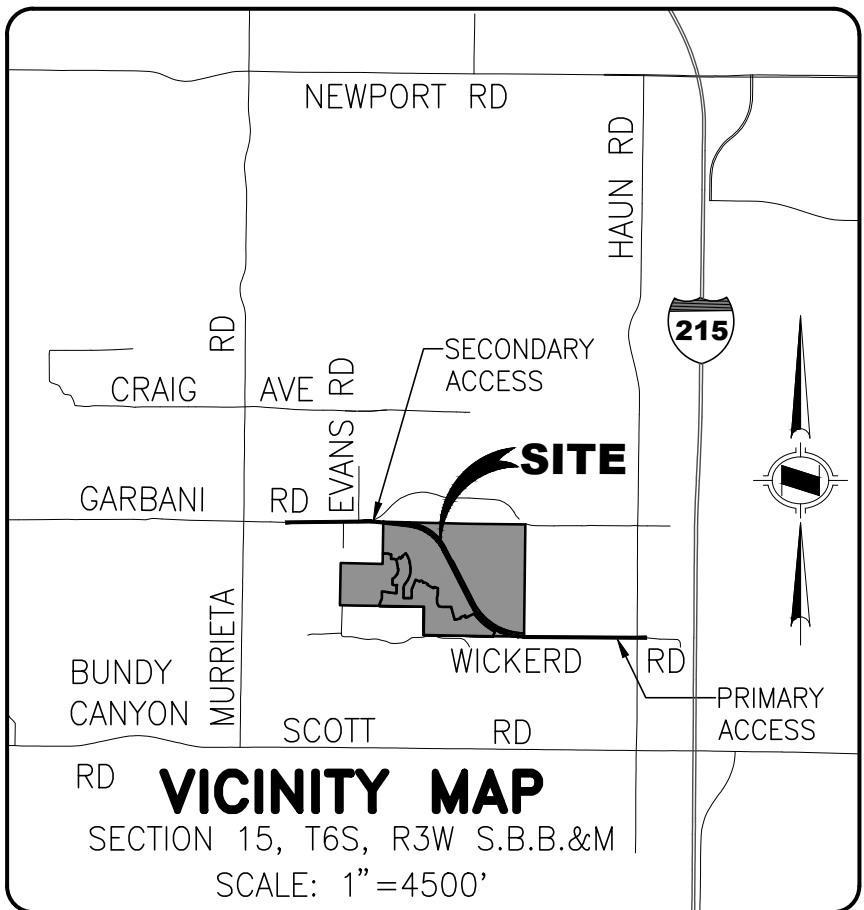 NEWPORT RD
HAUN RD
215
RD
SECONDARY
ACCESS
CRAIG AVE
EVANS RD
SITE
GARBANI RD
MURRIETA
WICKERD RD
BUNDY
CANYON
PRIMARY
ACCESS
SCOTT RD
RD
VICINITY MAP
SECTION 15, T6S, R3W S.B.B.&M
SCALE: 1"=4500'